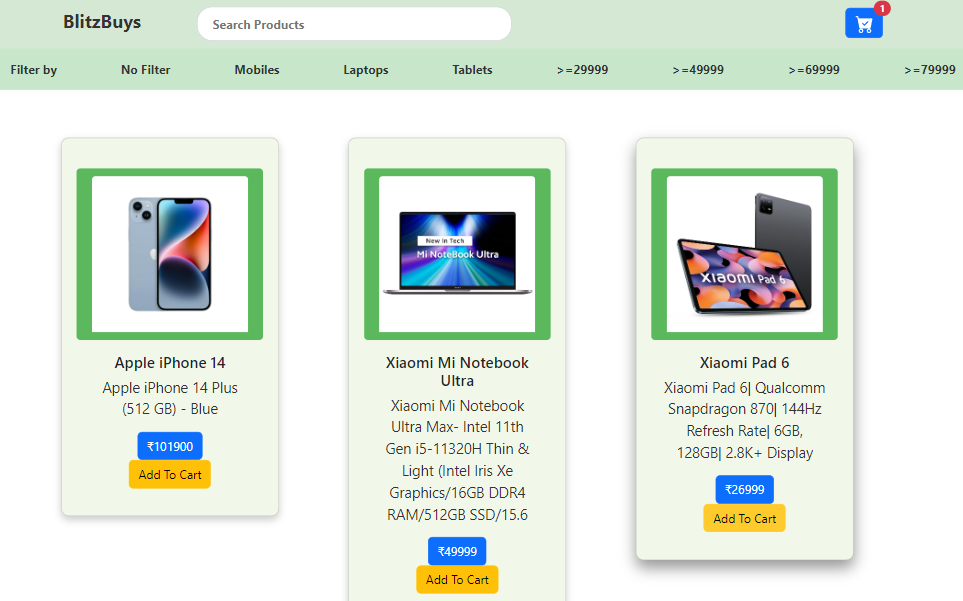 BlitzBuys
Search Products
1
Filter by
No Filter
Mobiles
Laptops
Tablets
>=29999
>=49999
>=69999
>=79999
Apple iPhone 14
Apple iPhone 14 Plus
(512 GB) - Blue
₹101900
Add To Cart
New In Tech
Mi NoteBook Ultra
Xiaomi Mi Notebook
Ultra
Xiaomi Mi Notebook
Ultra Max- Intel 11th
Gen i5-11320H Thin &
Light (Intel Iris Xe
Graphics/16GB DDR4
RAM/512GB SSD/15.6
₹49999
Add To Cart
XIAOMI Pad 6
Xiaomi Pad 6
Xiaomi Pad 6| Qualcomm
Snapdragon 870| 144Hz
Refresh Rate| 6GB,
128GB| 2.8K+ Display
₹26999
Add To Cart